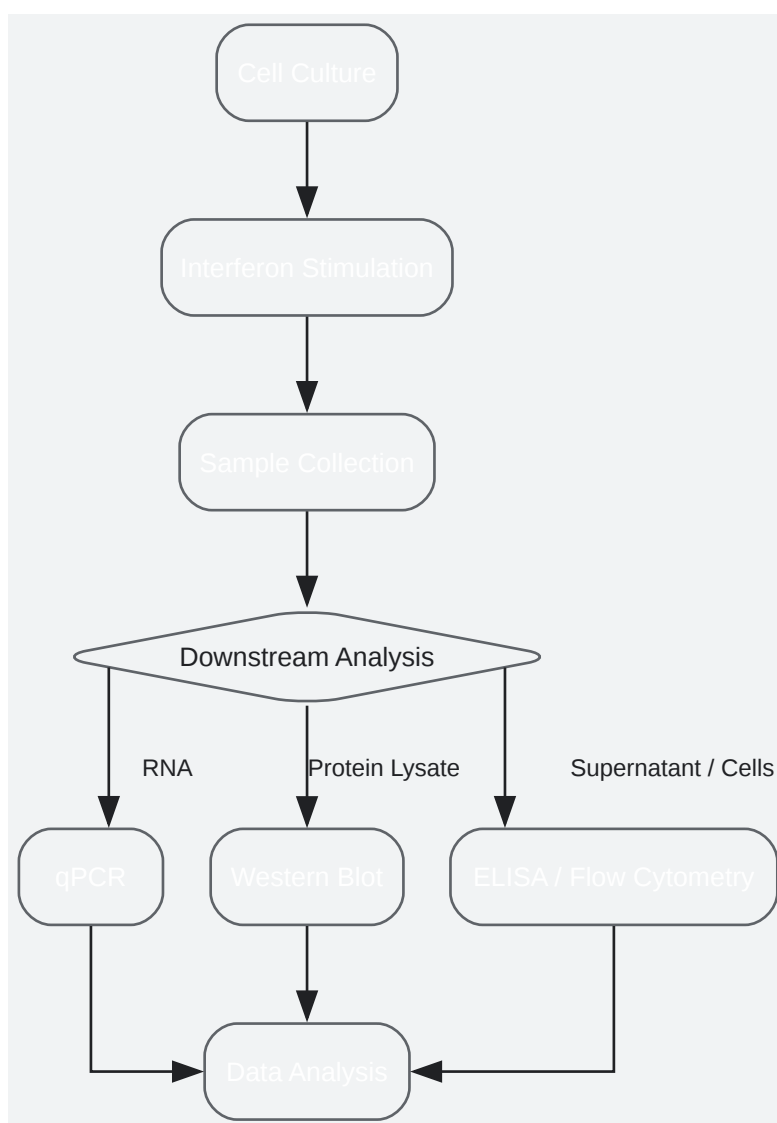 Cell Culture
Interferon Stimulation
Sample Collection
Downstream Analysis
RNA
Protein Lysate
Supernatant / Cells
qPCR
Western Blot
ELISA / Flow Cytometry
Data Analysis